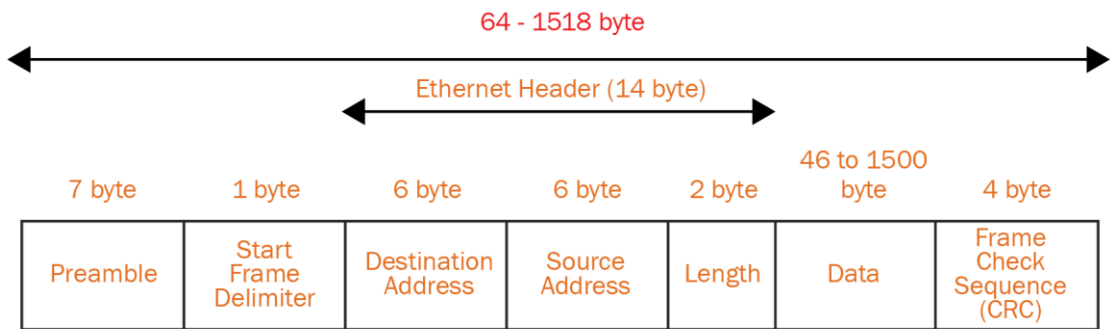 64 - 1518 byte
Ethernet Header (14 byte)
7 byte
1 byte
6 byte
6 byte
2 byte
46 to 1500
byte
4 byte
Preamble
Start
Frame
Delimiter
Destination
Address
Source
Address
Length
Data
Frame
Check
Sequence
(CRC)